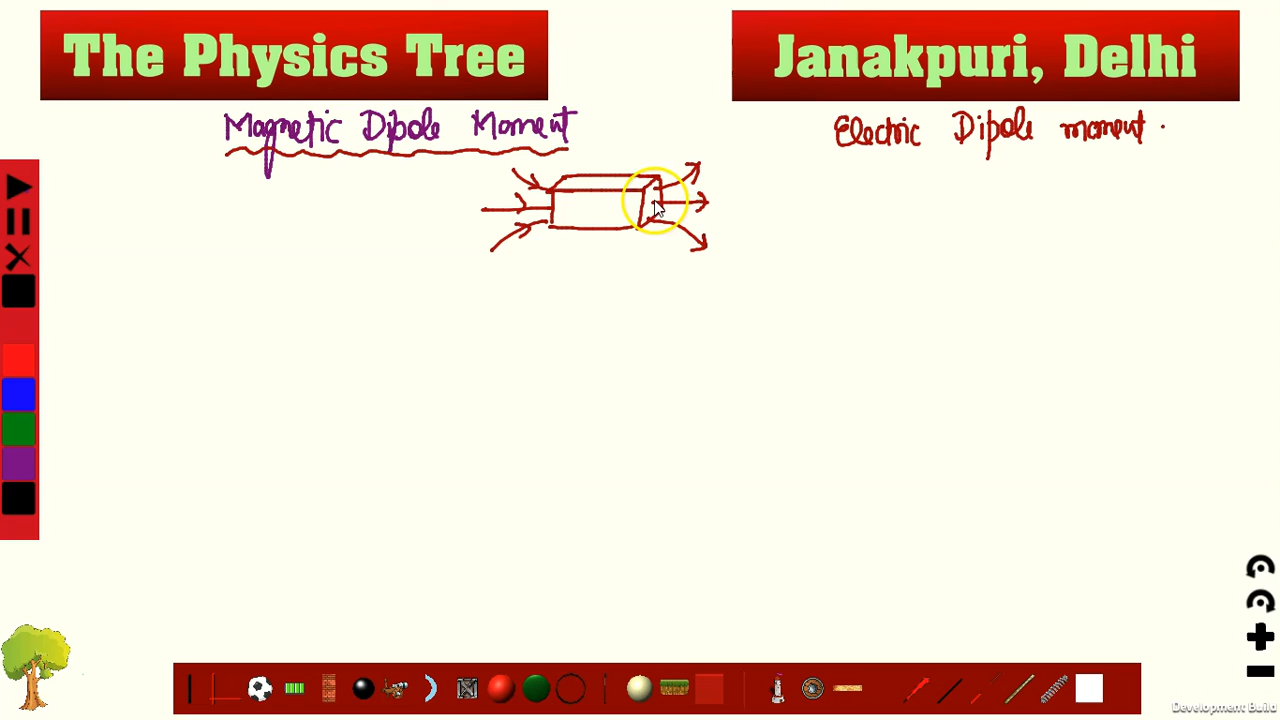 The Physics Tree
Janakpuri, Delhi
Magnetic Dipole Moment
Electric Dipole moment .
Development Build